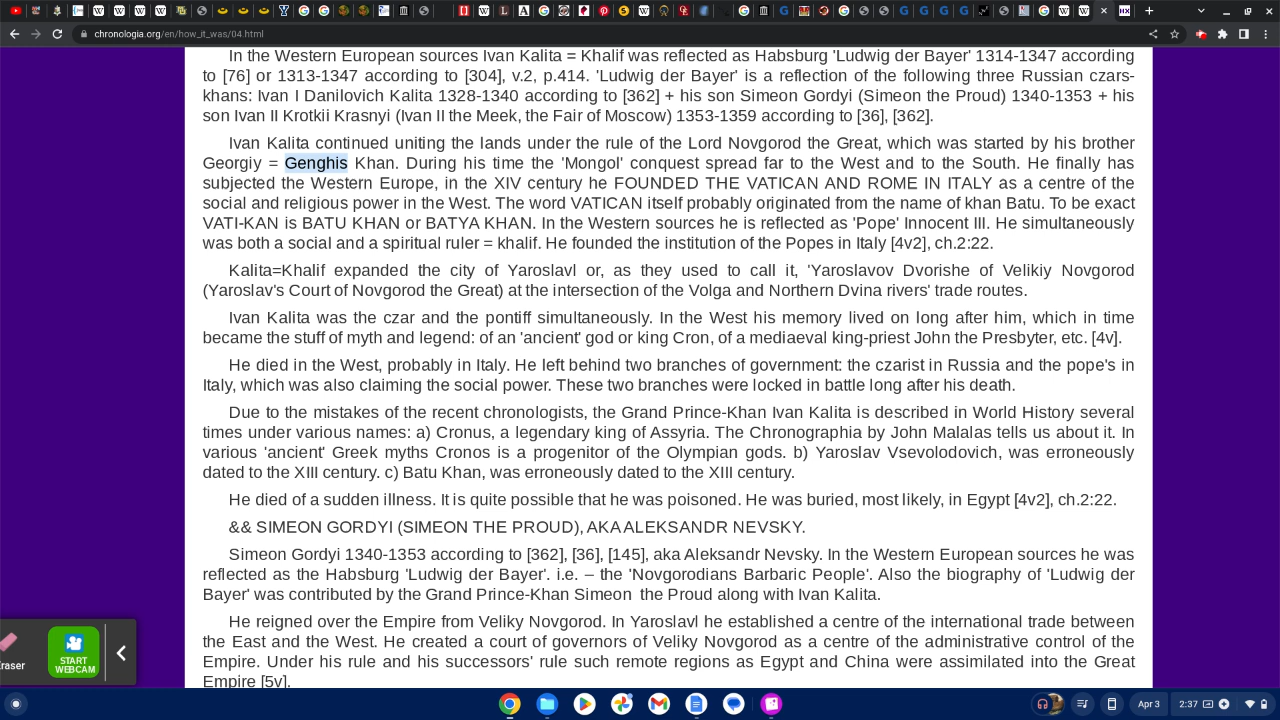 chronologia.org/en/how_it_was/04.html
In the Western European sources Ivan Kalita = Khalif was reflected as Habsburg 'Ludwig der Bayer' 1314-1347 according
to [76] or 1313-1347 according to [304], v.2, p.414. 'Ludwig der Bayer' is a reflection of the following three Russian czars-
khans: Ivan I Danilovich Kalita 1328-1340 according to [362] + his son Simeon Gordyi (Simeon the Proud) 1340-1353 + his
son Ivan II Krotkii Krasnyi (Ivan II the Meek, the Fair of Moscow) 1353-1359 according to [36], [362].
Ivan Kalita continued uniting the lands under the rule of the Lord Novgorod the Great, which was started by his brother
Georgiy = Genghis Khan. During his time the 'Mongol' conquest spread far to the West and to the South. He finally has
subjected the Western Europe, in the XIV century he FOUNDED THE VATICAN AND ROME IN ITALY as a centre of the
social and religious power in the West. The word VATICAN itself probably originated from the name of khan Batu. To be exact
VATI-KAN is BATU KHAN or BATYA KHAN. In the Western sources he is reflected as 'Pope' Innocent III. He simultaneously
was both a social and a spiritual ruler = khalif. He founded the institution of the Popes in Italy [4v2], ch.2:22.
Kalita=Khalif expanded the city of Yaroslavl or, as they used to call it, 'Yaroslavov Dvorishe of Velikiy Novgorod
(Yaroslav's Court of Novgorod the Great) at the intersection of the Volga and Northern Dvina rivers' trade routes.
Ivan Kalita was the czar and the pontiff simultaneously. In the West his memory lived on long after him, which in time
became the stuff of myth and legend: of an 'ancient' god or king Cron, of a mediaeval king-priest John the Presbyter, etc. [4v].
He died in the West, probably in Italy. He left behind two branches of government: the czarist in Russia and the pope's in
Italy, which was also claiming the social power. These two branches were locked in battle long after his death.
Due to the mistakes of the recent chronologists, the Grand Prince-Khan Ivan Kalita is described in World History several
times under various names: a) Cronus, a legendary king of Assyria. The Chronographia by John Malalas tells us about it. In
various 'ancient' Greek myths Cronos is a progenitor of the Olympian gods. b) Yaroslav Vsevolodovich, was erroneously
dated to the XIII century. c) Batu Khan, was erroneously dated to the XIII century.
He died of a sudden illness. It is quite possible that he was poisoned. He was buried, most likely, in Egypt [4v2], ch.2:22.
&& SIMEON GORDYI (SIMEON THE PROUD), AKA ALEKSANDR NEVSKY.
Simeon Gordyi 1340-1353 according to [362], [36], [145], aka Aleksandr Nevsky. In the Western European sources he was
reflected as the Habsburg 'Ludwig der Bayer'. i.e. – the 'Novgorodians Barbaric People'. Also the biography of 'Ludwig der
Bayer' was contributed by the Grand Prince-Khan Simeon the Proud along with Ivan Kalita.
He reigned over the Empire from Veliky Novgorod. In Yaroslavl he established a centre of the international trade between
the East and the West. He created a court of governors of Veliky Novgorod as a centre of the administrative control of the
Empire. Under his rule and his successors' rule such remote regions as Egypt and China were assimilated into the Great
Empire [5v].
raser
START
WEBCAM
Apr 3
2:37